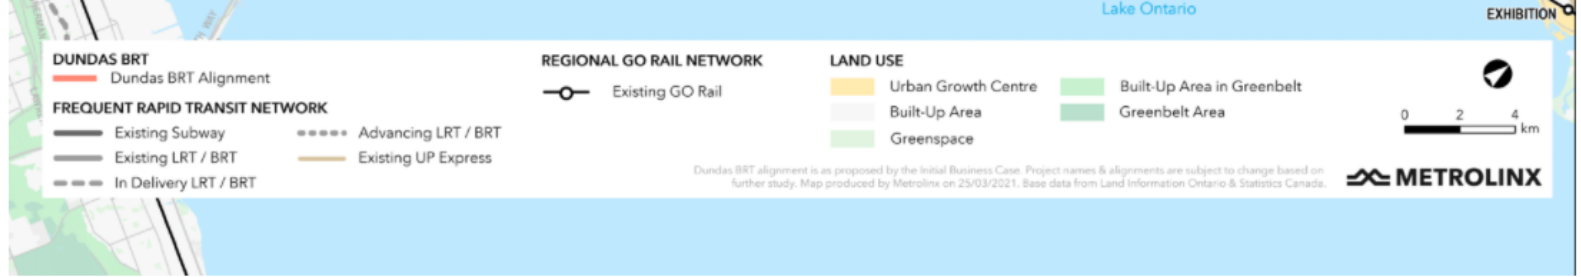 Lake Ontario
EXHIBITION
DUNDAS BRT
Dundas BRT Alignment
FREQUENT RAPID TRANSIT NETWORK
Existing Subway
Existing LRT / BRT
In Delivery LRT / BRT
Advancing LRT / BRT
Existing UP Express
REGIONAL GO RAIL NETWORK
Existing GO Rail
LAND USE
Urban Growth Centre
Built-Up Area
Greenspace
Built-Up Area in Greenbelt
Greenbelt Area
0 2 4
km
Dundas BRT alignment is as proposed by the Initial Business Case. Project names & alignments are subject to change based on
further study. Map produced by Metrolinx on 25/03/2021. Base data from Land Information Ontario & Statistics Canada.
METROLINX